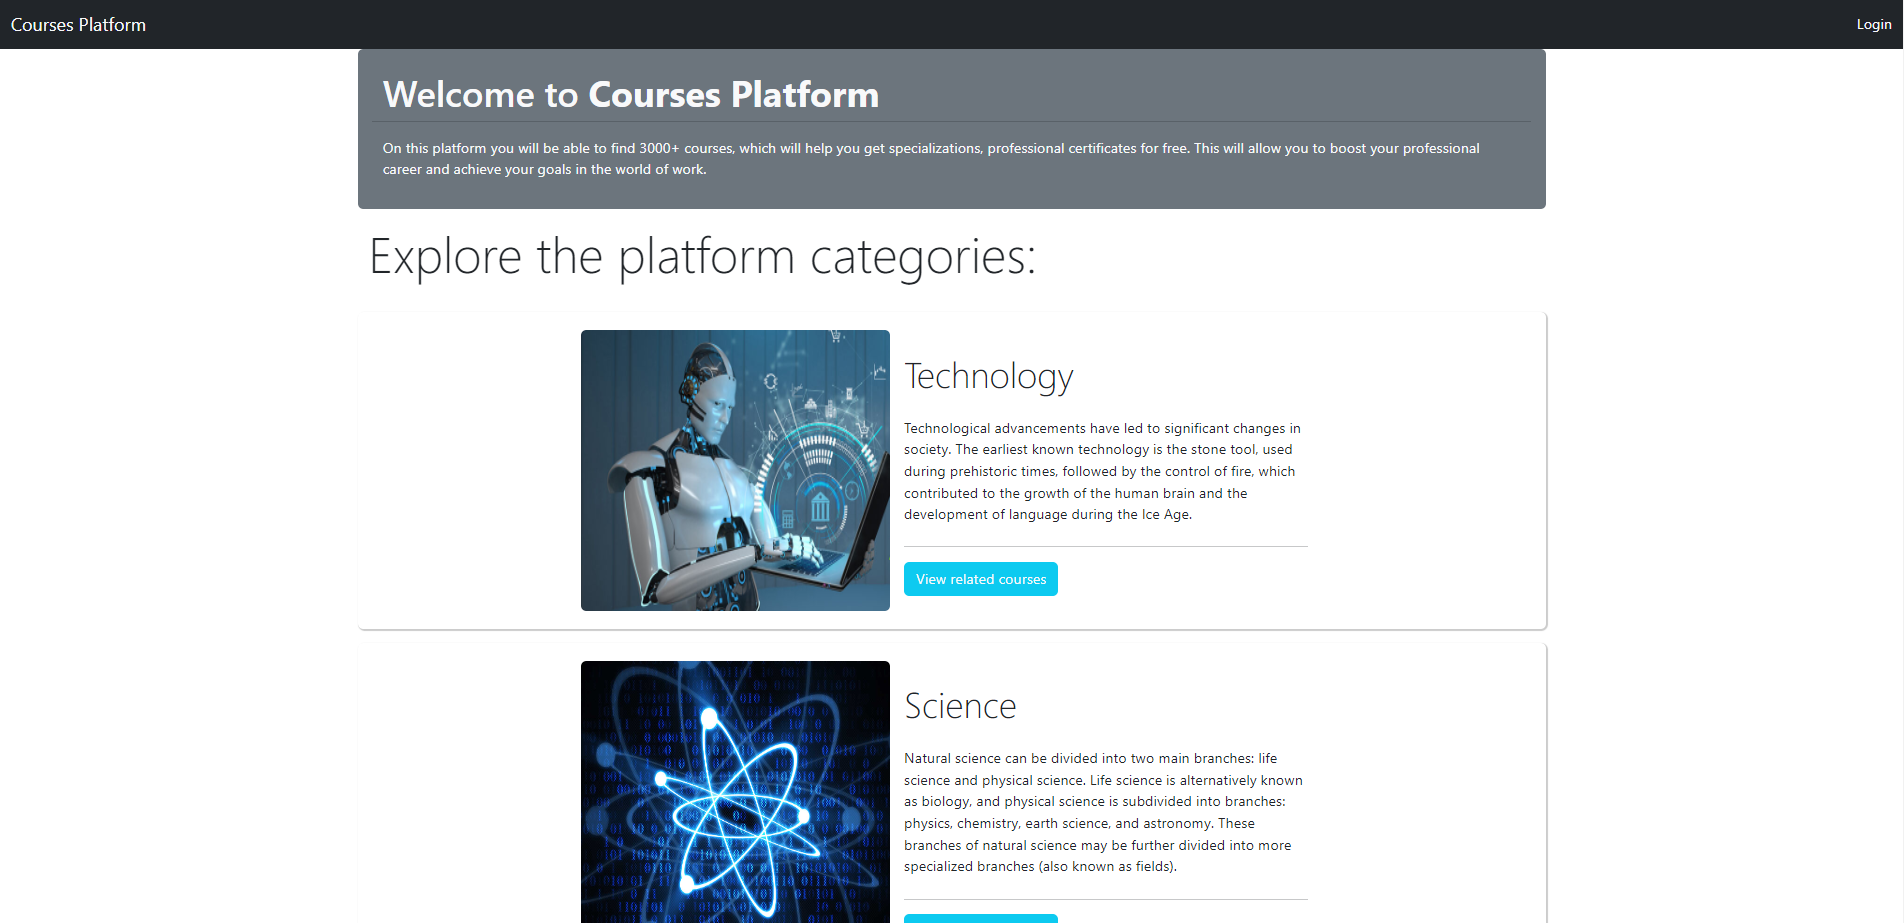 Courses Platform
Login
Welcome to Courses Platform
On this platform you will be able to find 3000+ courses, which will help you get specializations, professional certificates for free. This will allow you to boost your professional
career and achieve your goals in the world of work.
Explore the platform categories:
Technology
Technological advancements have led to significant changes in
society. The earliest known technology is the stone tool, used
during prehistoric times, followed by the control of fire, which
contributed to the growth of the human brain and the
development of language during the Ice Age.
View related courses
Science
Natural science can be divided into two main branches: life
science and physical science. Life science is alternatively known
as biology, and physical science is subdivided into branches:
physics, chemistry, earth science, and astronomy. These
branches of natural science may be further divided into more
specialized branches (also known as fields).